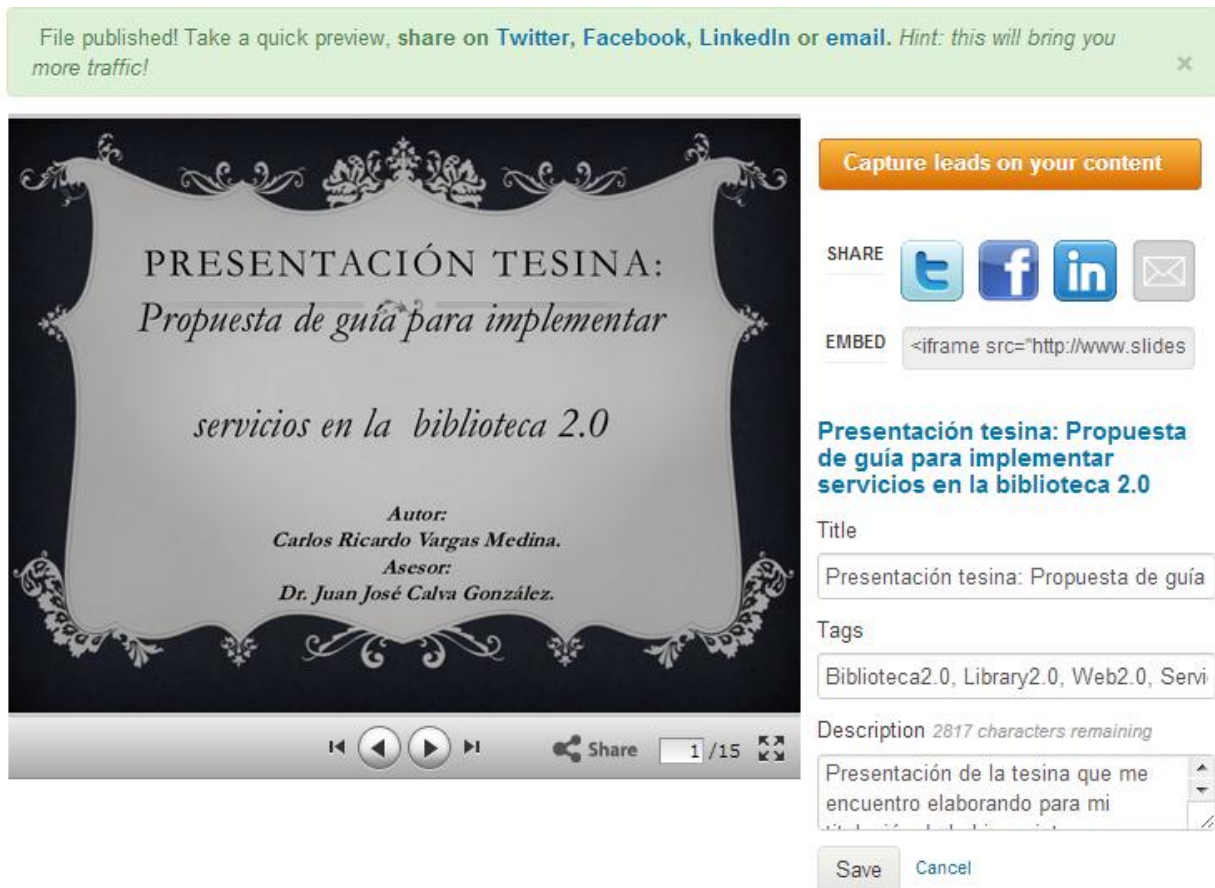 File published! Take a quick preview, share on Twitter, Facebook, LinkedIn or email. Hint: this will bring you
more traffic!
×
PRESENTACIÓN TESINA:
Propuesta de guía para implementar
servicios en la biblioteca 2.0
Autor:
Carlos Ricardo Vargas Medina.
Asesor:
Dr. Juan José Calva González.
Share 1 /15
Capture leads on your content
SHARE
EMBED <iframe src="http://www.slides
Presentación tesina: Propuesta
de guía para implementar
servicios en la biblioteca 2.0
Title
Presentación tesina: Propuesta de guía
Tags
Biblioteca2.0, Library2.0, Web2.0, Servi
Description 2817 characters remaining
Presentación de la tesina que me
encuentro elaborando para mi
Save Cancel